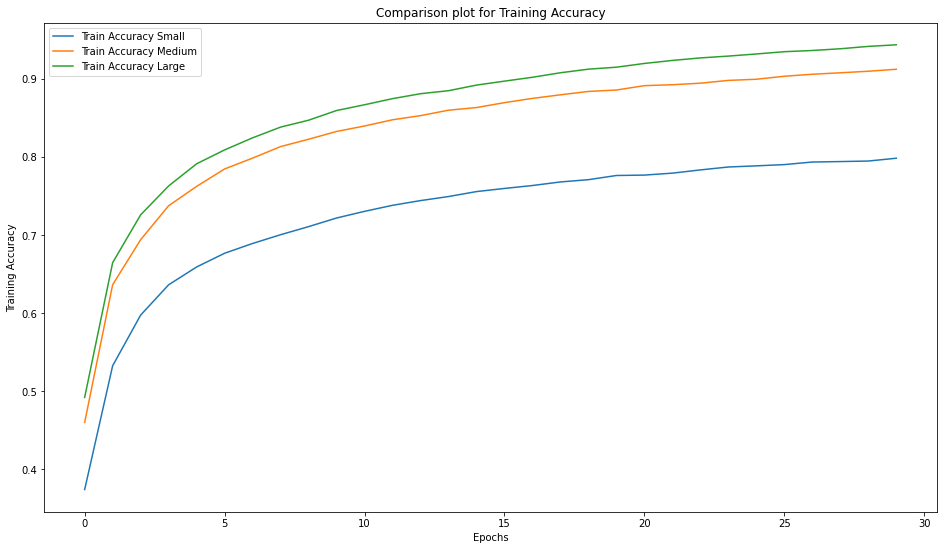 Comparison plot for Training Accuracy
Train Accuracy Small
Train Accuracy Medium
Train Accuracy Large
Training Accuracy
0.9
0.8
0.7
0.6
0.5
0.4
0 5 10 15 20 25 30
Epochs